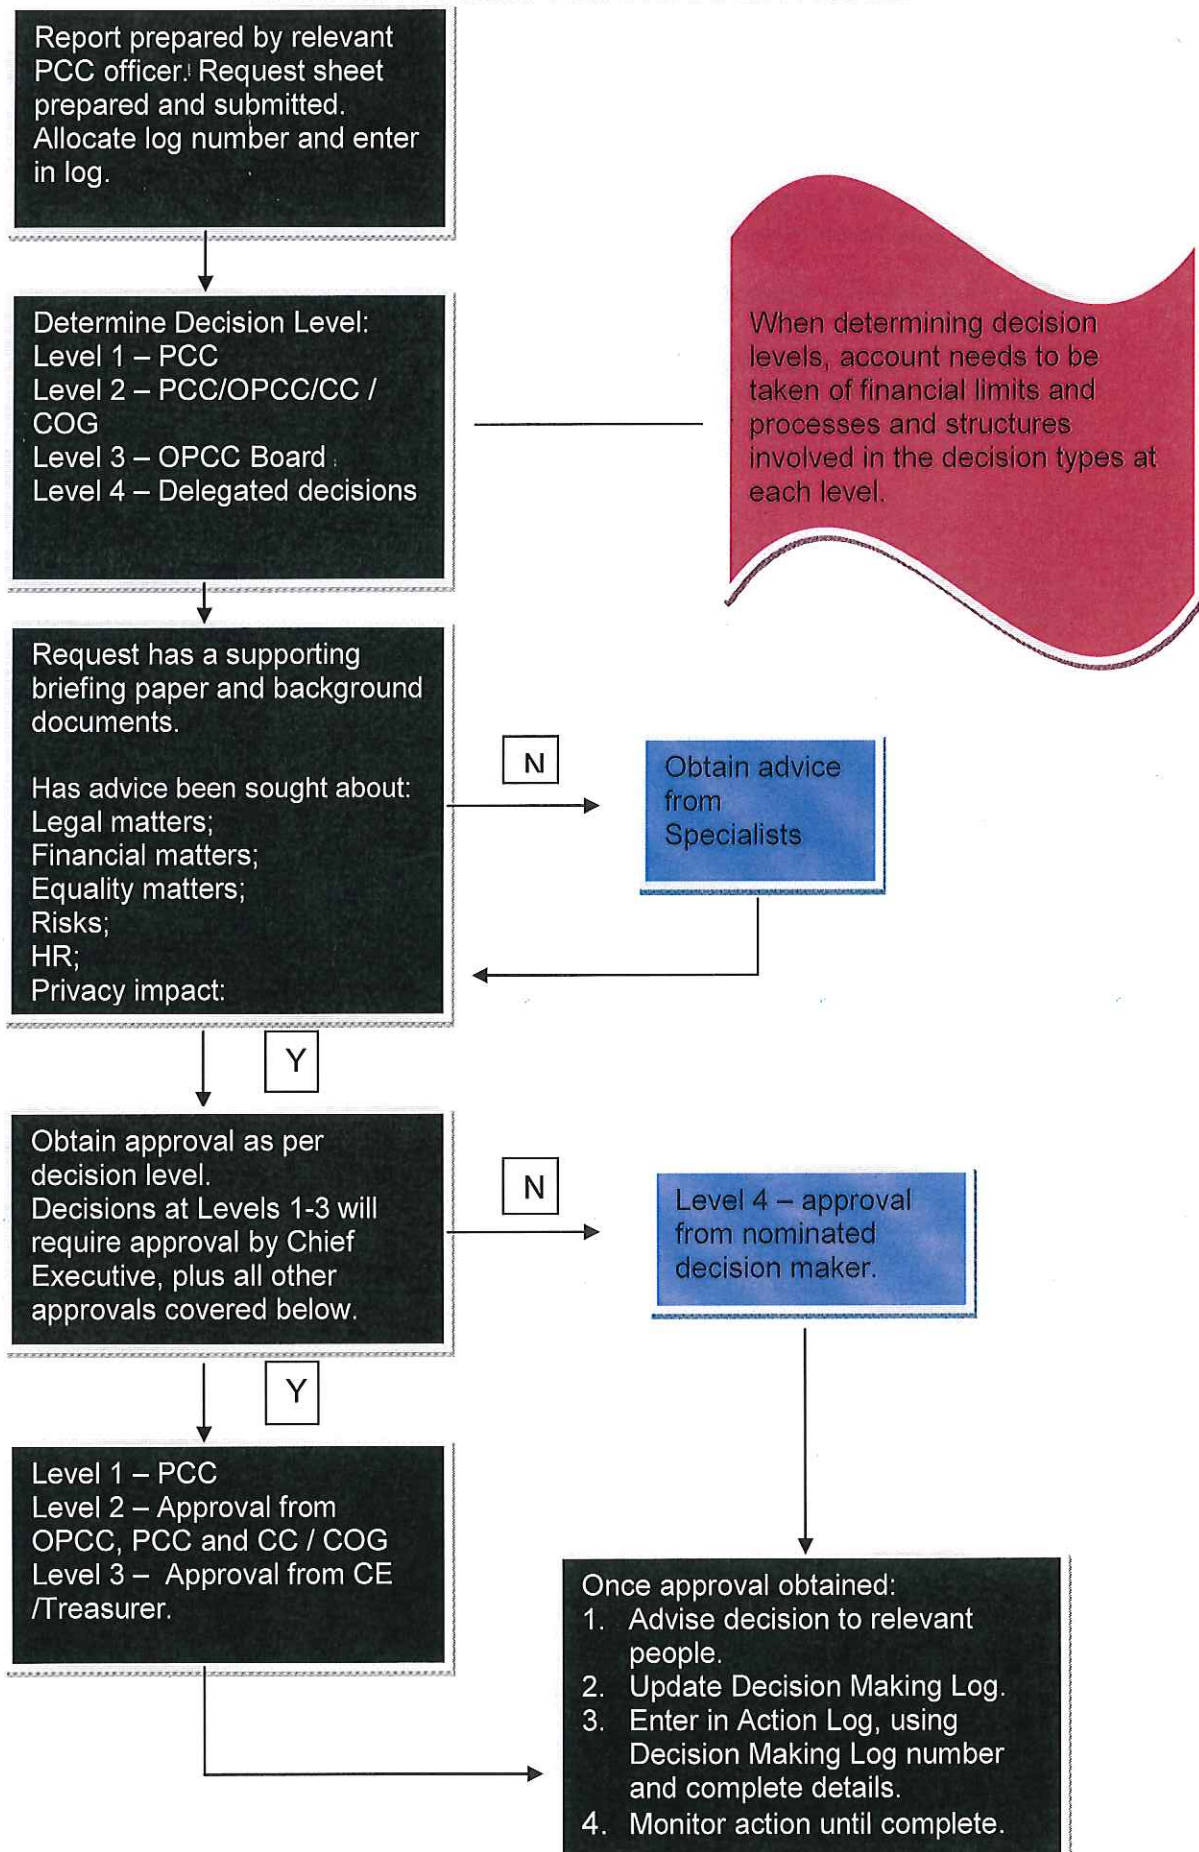 Report prepared by relevant
PCC officer. Request sheet
prepared and submitted.
Allocate log number and enter
in log.
Determine Decision Level:
Level 1 – PCC
Level 2 – PCC/OPCC/CC /
COG
Level 3 – OPCC Board
Level 4 – Delegated decisions
When determining decision
levels, account needs to be
taken of financial limits and
processes and structures
involved in the decision types at
each level.
Request has a supporting
briefing paper and background
documents.
Has advice been sought about:
Legal matters;
Financial matters;
Equality matters;
Risks;
HR;
Privacy impact:
N
Obtain advice
from
Specialists
Y
Obtain approval as per
decision level.
Decisions at Levels 1-3 will
require approval by Chief
Executive, plus all other
approvals covered below.
N
Level 4 – approval
from nominated
decision maker.
Y
Level 1 – PCC
Level 2 – Approval from
OPCC, PCC and CC / COG
Level 3 – Approval from CE
/Treasurer.
Once approval obtained:
1. Advise decision to relevant
people.
2. Update Decision Making Log.
3. Enter in Action Log, using
Decision Making Log number
and complete details.
4. Monitor action until complete.